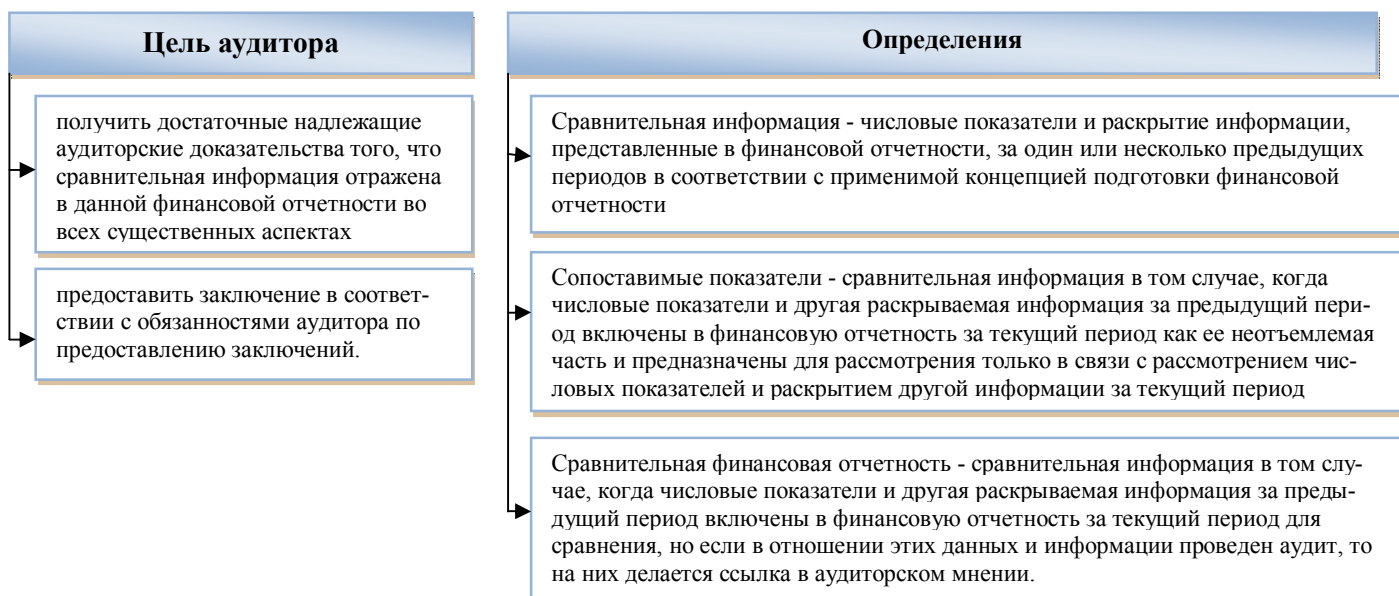 Цель аудитора
получить достаточные надлежащие
аудиторские доказательства того, что
сравнительная информация отражена
в данной финансовой отчетности во
всех существенных аспектах
предоставить заключение в соответ-
ствии с обязанностями аудитора по
предоставлению заключений.
Определения
Сравнительная информация - числовые показатели и раскрытие информации,
представленные в финансовой отчетности, за один или несколько предыдущих
периодов в соответствии с применимой концепцией подготовки финансовой
отчетности
Сопоставимые показатели - сравнительная информация в том случае, когда
числовые показатели и другая раскрываемая информация за предыдущий пери-
од включены в финансовую отчетность за текущий период как ее неотъемлемая
часть и предназначены для рассмотрения только в связи с рассмотрением чис-
ловых показателей и раскрытием другой информации за текущий период
Сравнительная финансовая отчетность - сравнительная информация в том слу-
чае, когда числовые показатели и другая раскрываемая информация за преды-
дущий период включены в финансовую отчетность за текущий период для
сравнения, но если в отношении этих данных и информации проведен аудит, то
на них делается ссылка в аудиторском мнении.